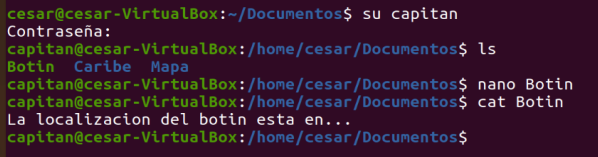 cesar@cesar-VirtualBox:~/Documentos$ su capitan
Contraseña:
capitan@cesar-VirtualBox:/home/cesar/Documentos$ ls
Botin  Caribe  Mapa
capitan@cesar-VirtualBox:/home/cesar/Documentos$ nano Botin
capitan@cesar-VirtualBox:/home/cesar/Documentos$ cat Botin
La localizacion del botin esta en...
capitan@cesar-VirtualBox:/home/cesar/Documentos$